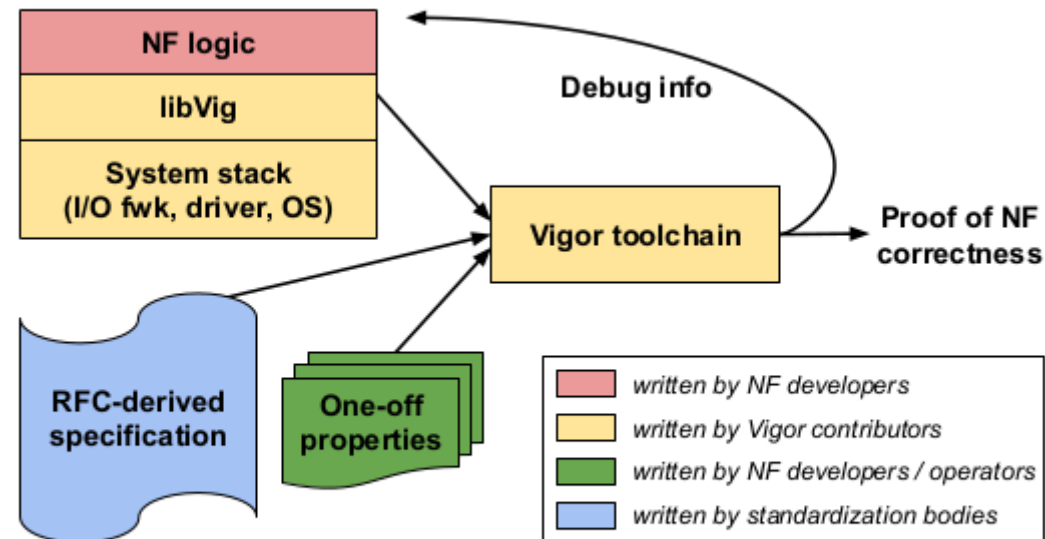 NF logic
libVig
System stack
(I/O fwk, driver, OS)
Debug info
Vigor toolchain
Proof of NF
correctness
RFC-derived
specification
One-off
properties
written by NF developers
written by Vigor contributors
written by NF developers / operators
written by standardization bodies